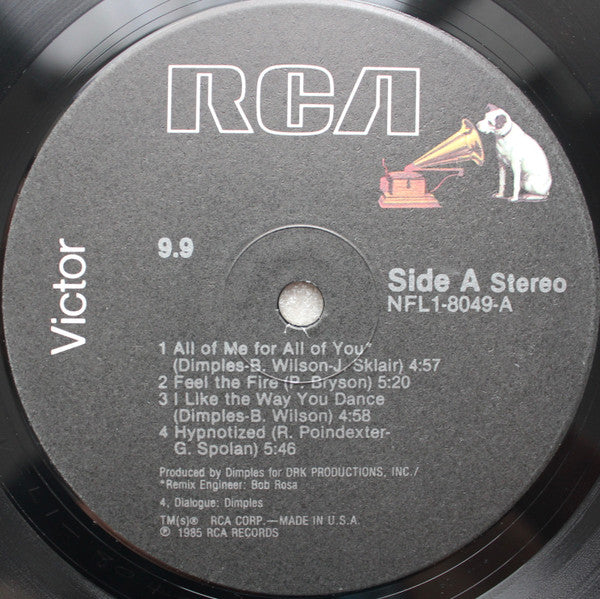 RCA
Victor
9.9
Side A Stereo
NFL1-8049-A
1 All of Me for All of You*
(Dimples-B. Wilson-J. Sklair) 4:57
2 Feel the Fire (P. Bryson) 5:20
3 I Like the Way You Dance
(Dimples-B. Wilson) 4:58
4 Hypnotized (R. Poindexter-
G. Spolan) 5:46
Produced by Dimples for DRK PRODUCTIONS, INC./
*Remix Engineer: Bob Rosa
4, Dialogue: Dimples
TM(s)® RCA CORP.—MADE IN U.S.A.
℗ 1985 RCA RECORDS